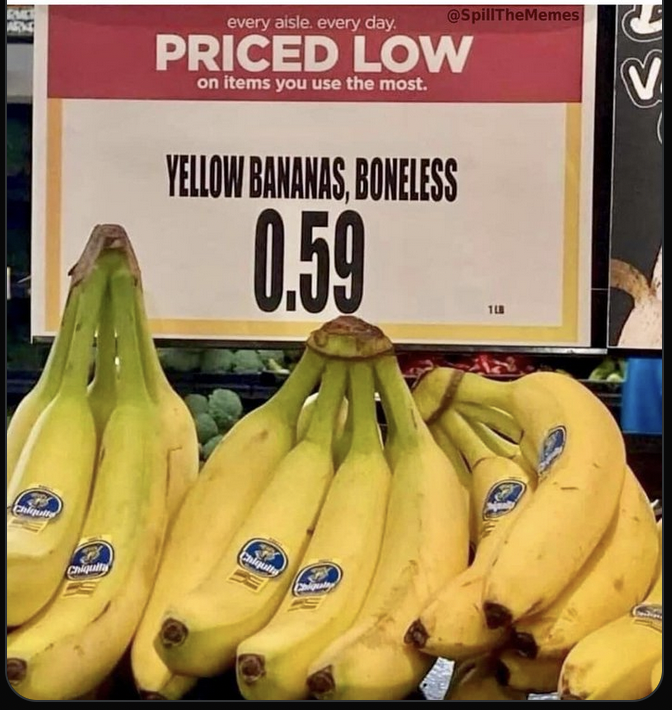 @SpillTheMemes
every aisle. every day.
PRICED LOW
on items you use the most.
YELLOW BANANAS, BONELESS
0.59
1 LB
Chiquita
Chiquita
Chiquita
Chiquita
Chiquita